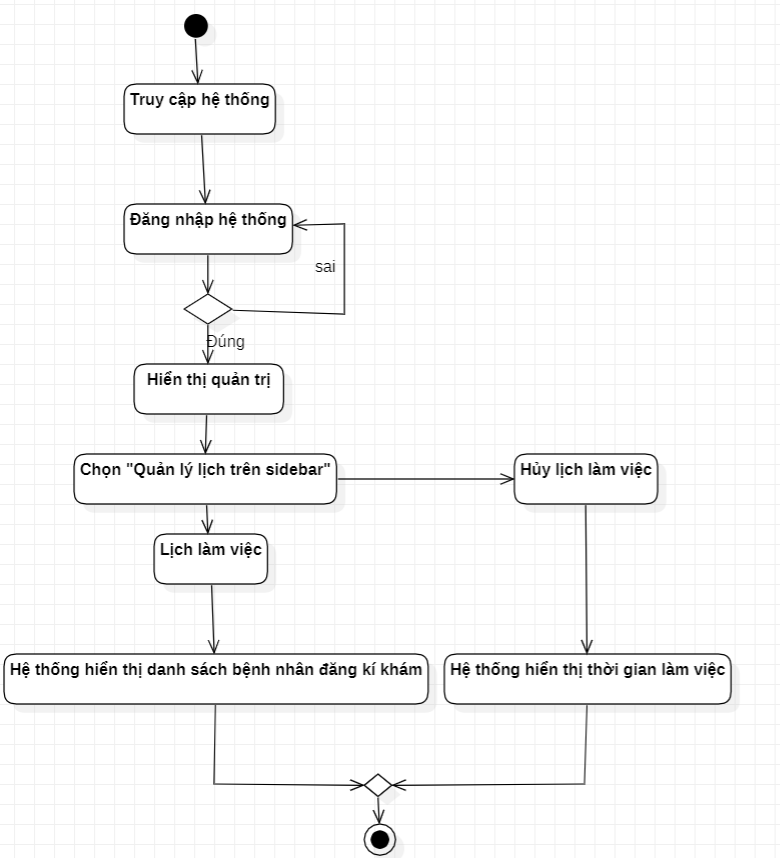 Truy cập hệ thống
Đăng nhập hệ thống
sai
Đúng
Hiển thị quản trị
Chọn "Quản lý lịch trên sidebar"
Hủy lịch làm việc
Lịch làm việc
Hệ thống hiển thị danh sách bệnh nhân đăng kí khám
Hệ thống hiển thị thời gian làm việc